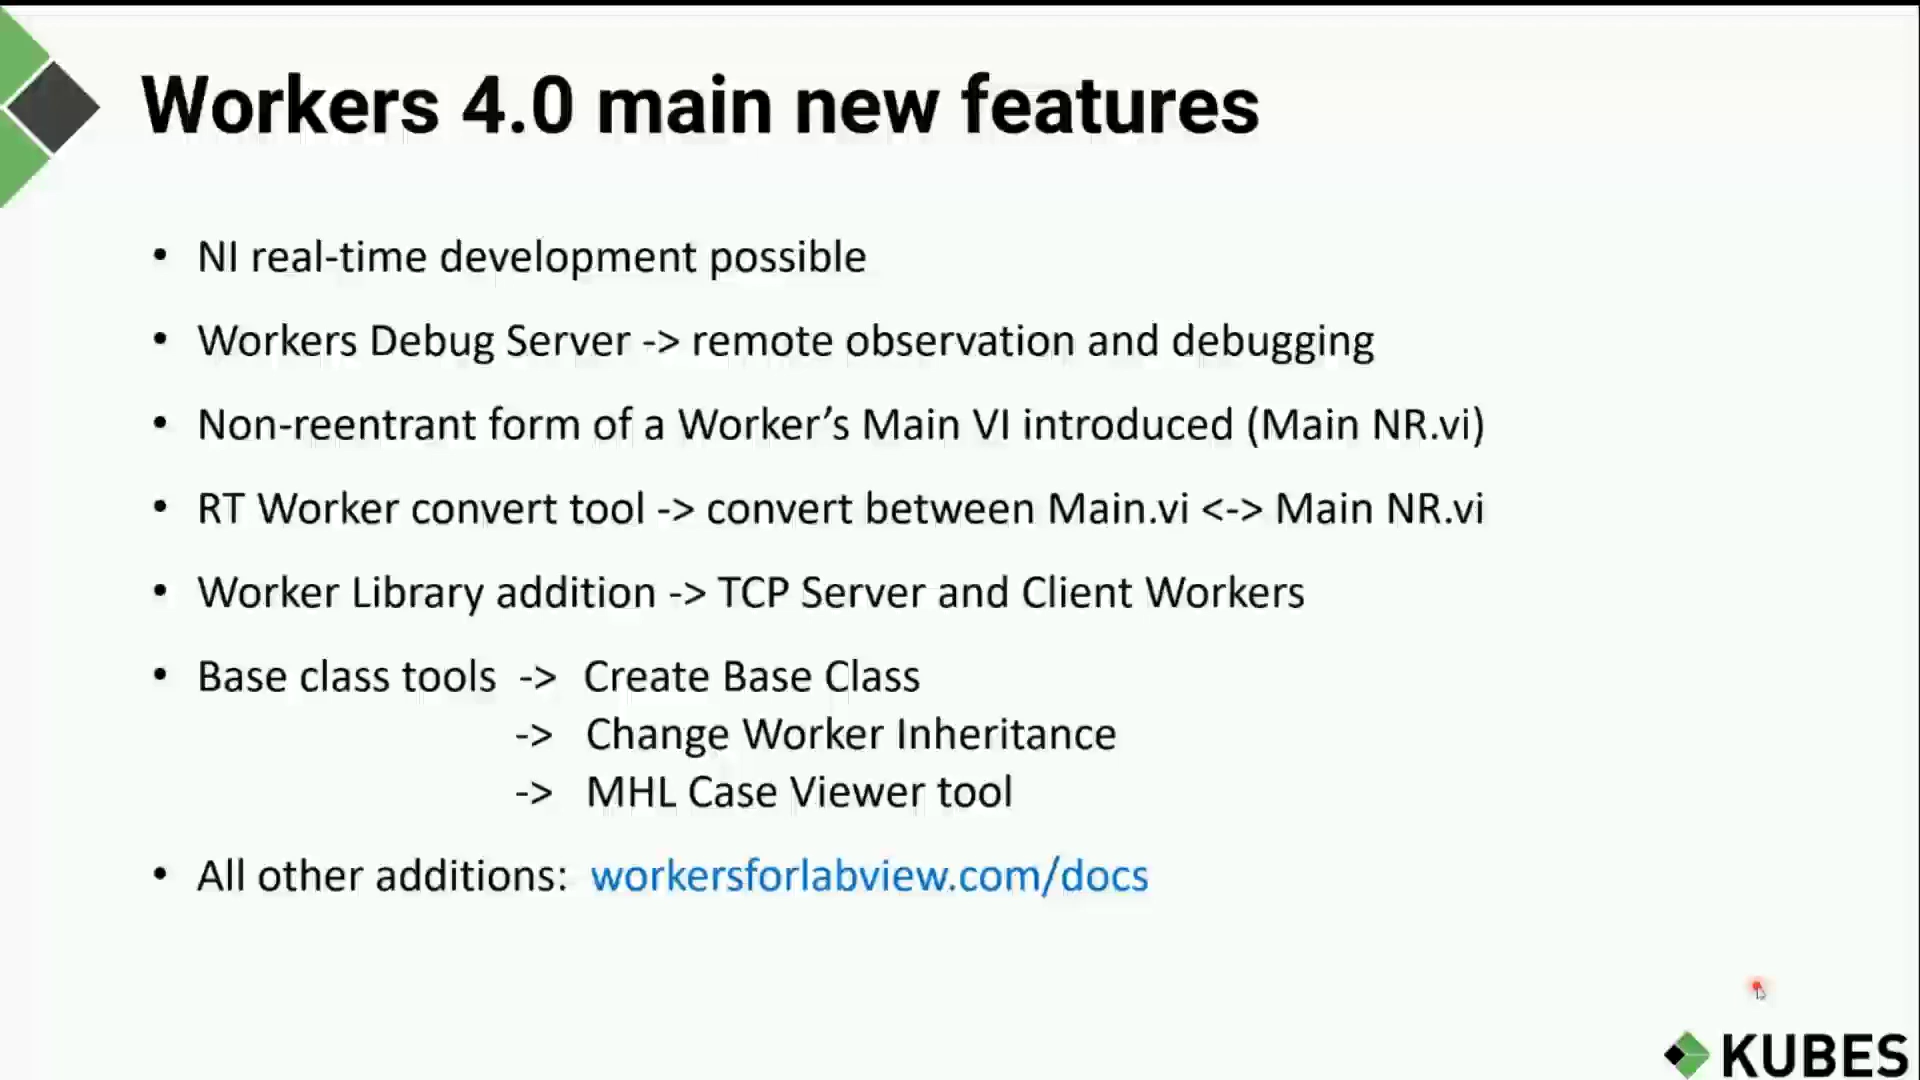 Workers 4.0 main new features
• NI real-time development possible
• Workers Debug Server -> remote observation and debugging
• Non-reentrant form of a Worker’s Main VI introduced (Main NR.vi)
• RT Worker convert tool -> convert between Main.vi <-> Main NR.vi
• Worker Library addition -> TCP Server and Client Workers
• Base class tools -> Create Base Class
-> Change Worker Inheritance
-> MHL Case Viewer tool
• All other additions: workersforlabview.com/docs
KUBES